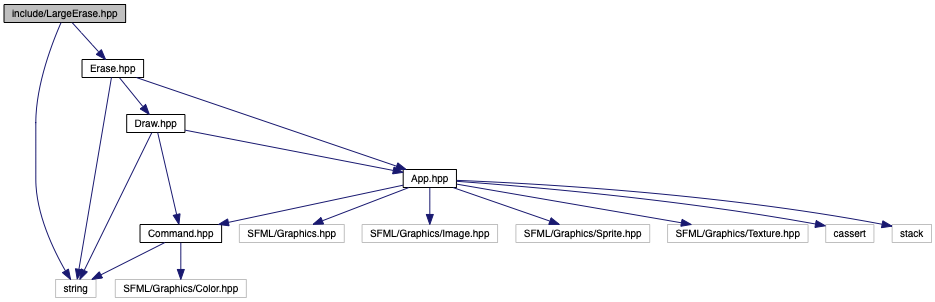 include/LargeErase.hpp
Erase.hpp
Draw.hpp
App.hpp
Command.hpp
SFML/Graphics.hpp
SFML/Graphics/Image.hpp
SFML/Graphics/Sprite.hpp
SFML/Graphics/Texture.hpp
cassert
stack
string
SFML/Graphics/Color.hpp